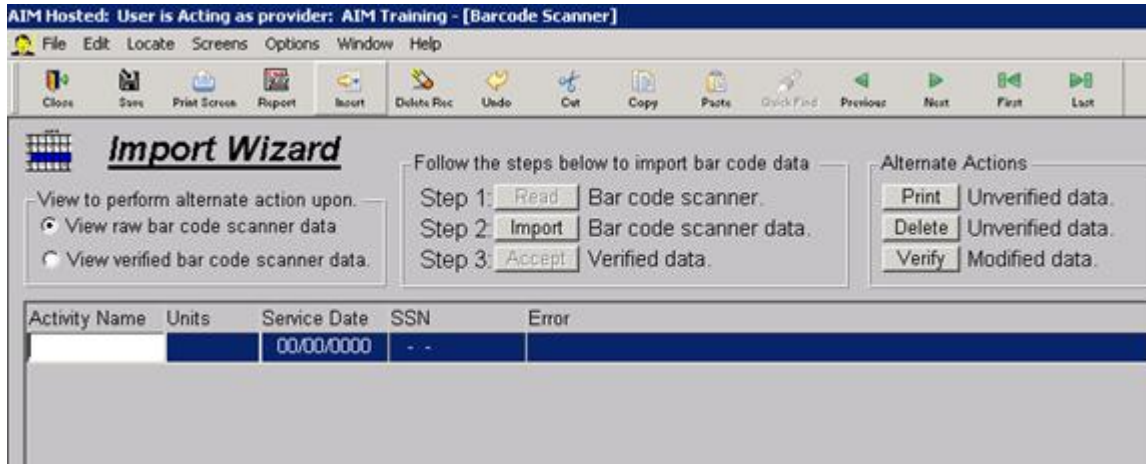 AIM Hosted: User is Acting as provider: AIM Training - [Barcode Scanner]
File Edit Locate Screens Options Window Help
Close Save Print Screen Report Insert Delete Rec Undo Cut Copy Paste Quick Find Previous Next First Last
Import Wizard
View to perform alternate action upon.
View raw bar code scanner data
View verified bar code scanner data.
Follow the steps below to import bar code data
Step 1: Read Bar code scanner.
Step 2: Import Bar code scanner data.
Step 3: Accept Verified data.
Alternate Actions
Print Unverified data.
Delete Unverified data.
Verify Modified data.
Activity Name Units Service Date SSN Error
00/00/0000 - -